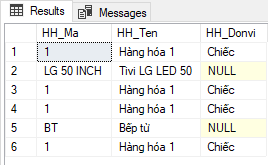 Results Messages
HH_Ma HH_Ten HH_Donvi
1 1 Hàng hóa 1 Chiếc
2 LG 50 INCH Tivi LG LED 50 NULL
3 1 Hàng hóa 1 Chiếc
4 1 Hàng hóa 1 Chiếc
5 BT Bếp từ NULL
6 1 Hàng hóa 1 Chiếc